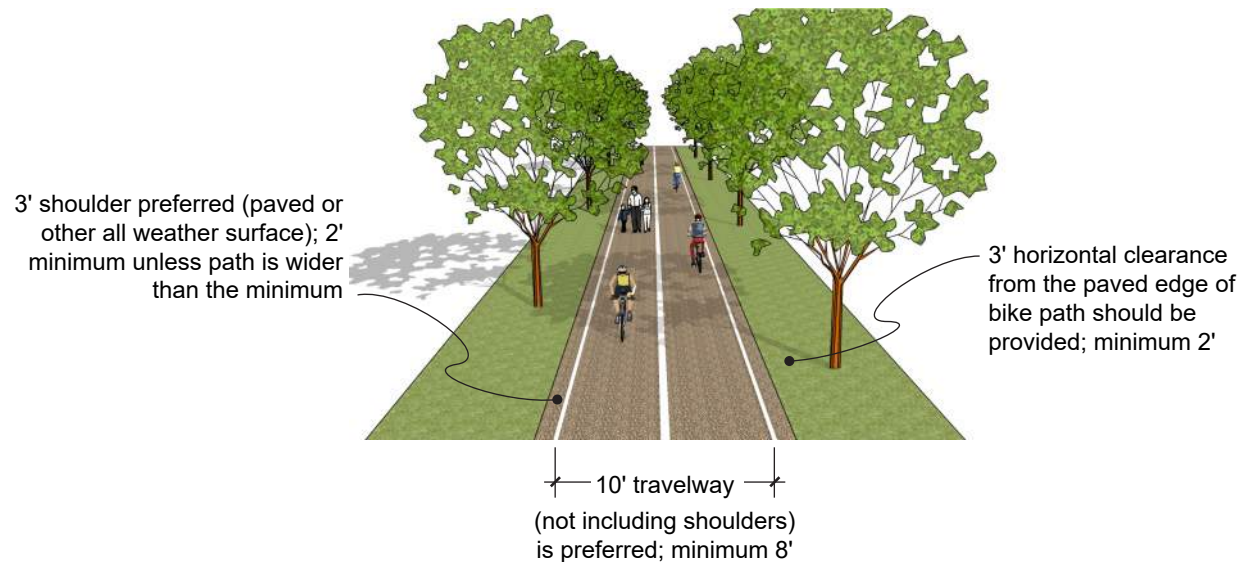 3' shoulder preferred (paved or
other all weather surface); 2'
minimum unless path is wider
than the minimum
3' horizontal clearance
from the paved edge of
bike path should be
provided; minimum 2'
10' travelway
(not including shoulders)
is preferred; minimum 8'